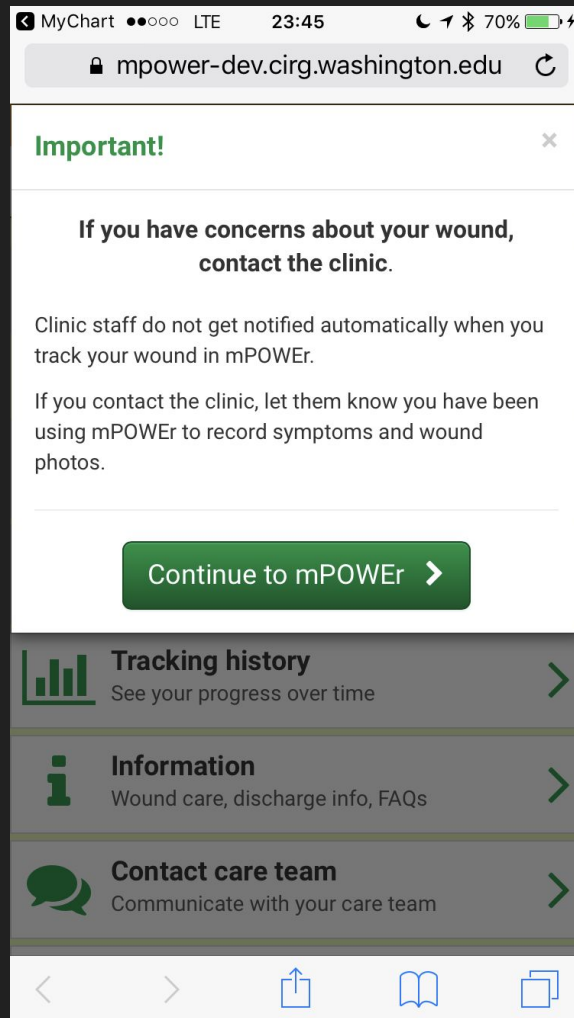 MyChart LTE 23:45 70%
mpower-dev.cirg.washington.edu
Important! ×
If you have concerns about your wound,
contact the clinic.
Clinic staff do not get notified automatically when you
track your wound in mPOWEr.
If you contact the clinic, let them know you have been
using mPOWEr to record symptoms and wound
photos.
Continue to mPOWEr
Tracking history
See your progress over time
Information
Wound care, discharge info, FAQs
Contact care team
Communicate with your care team